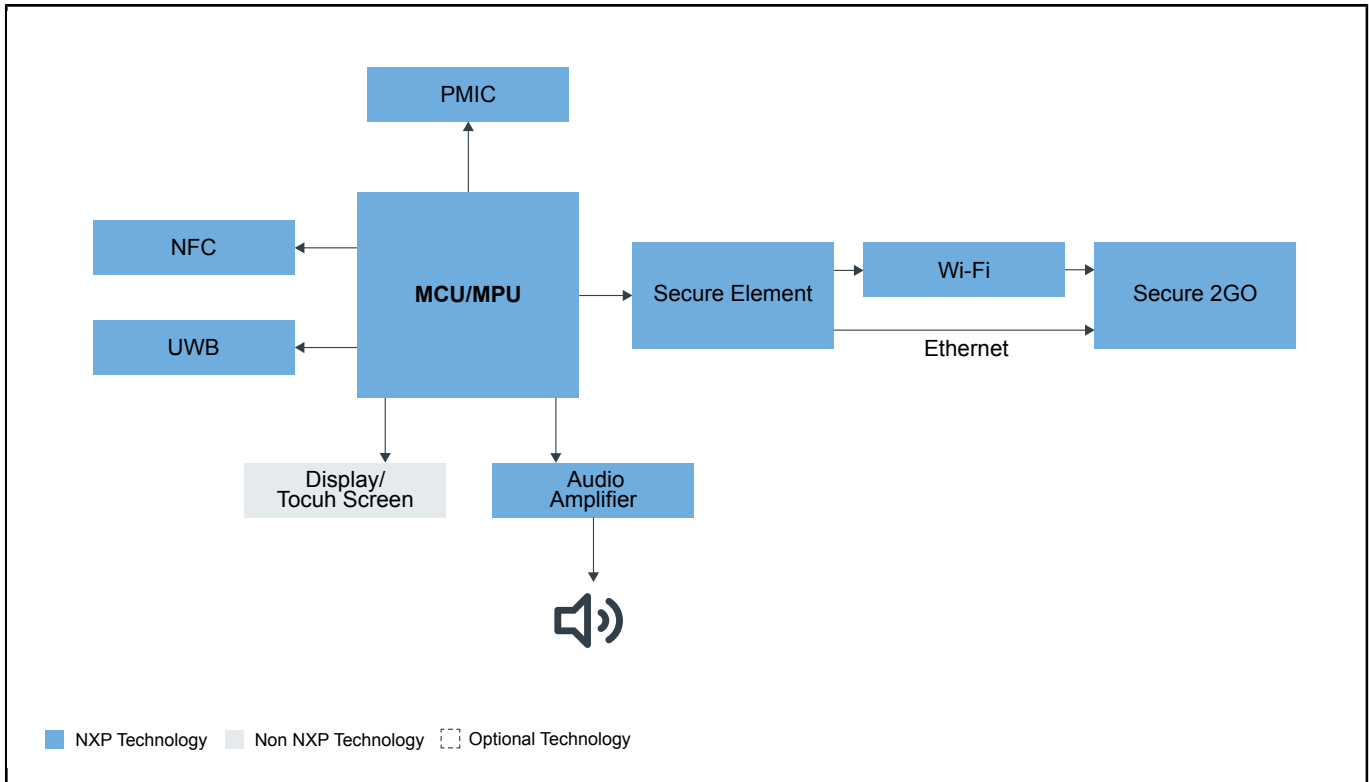 PMIC
NFC
MCU/MPU
Secure Element
Wi-Fi
Secure 2GO
UWB
Ethernet
Display/
Tocuh Screen
Audio
Amplifier
NXP Technology
Non NXP Technology
Optional Technology